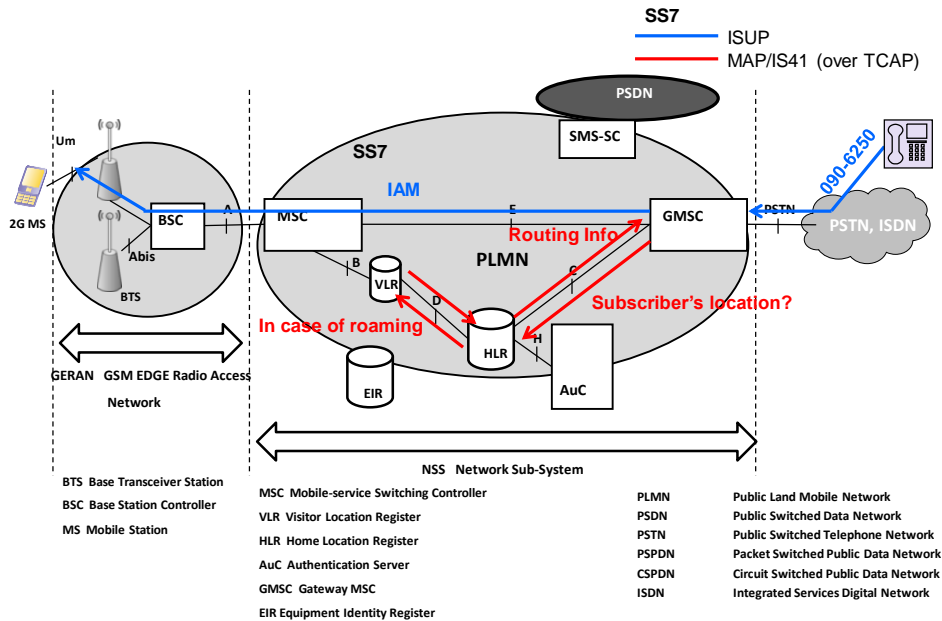 SS7
ISUP
MAP/IS41 (over TCAP)
PSDN
SMS-SC
SS7
Um
090-6250
IAM
2G MS
BSC
A
MSC
E
GMSC
PSTN
PSTN, ISDN
Routing Info
Abis
B
PLMN
C
BTS
VLR
D
Subscriber's location?
In case of roaming
HLR
H
EIR
AuC
GERAN GSM EDGE Radio Access
Network
NSS Network Sub-System
BTS Base Transceiver Station
BSC Base Station Controller
MS Mobile Station
MSC Mobile-service Switching Controller
VLR Visitor Location Register
HLR Home Location Register
AuC Authentication Server
GMSC Gateway MSC
EIR Equipment Identity Register
PLMN Public Land Mobile Network
PSDN Public Switched Data Network
PSTN Public Switched Telephone Network
PSPDN Packet Switched Public Data Network
CSPDN Circuit Switched Public Data Network
ISDN Integrated Services Digital Network